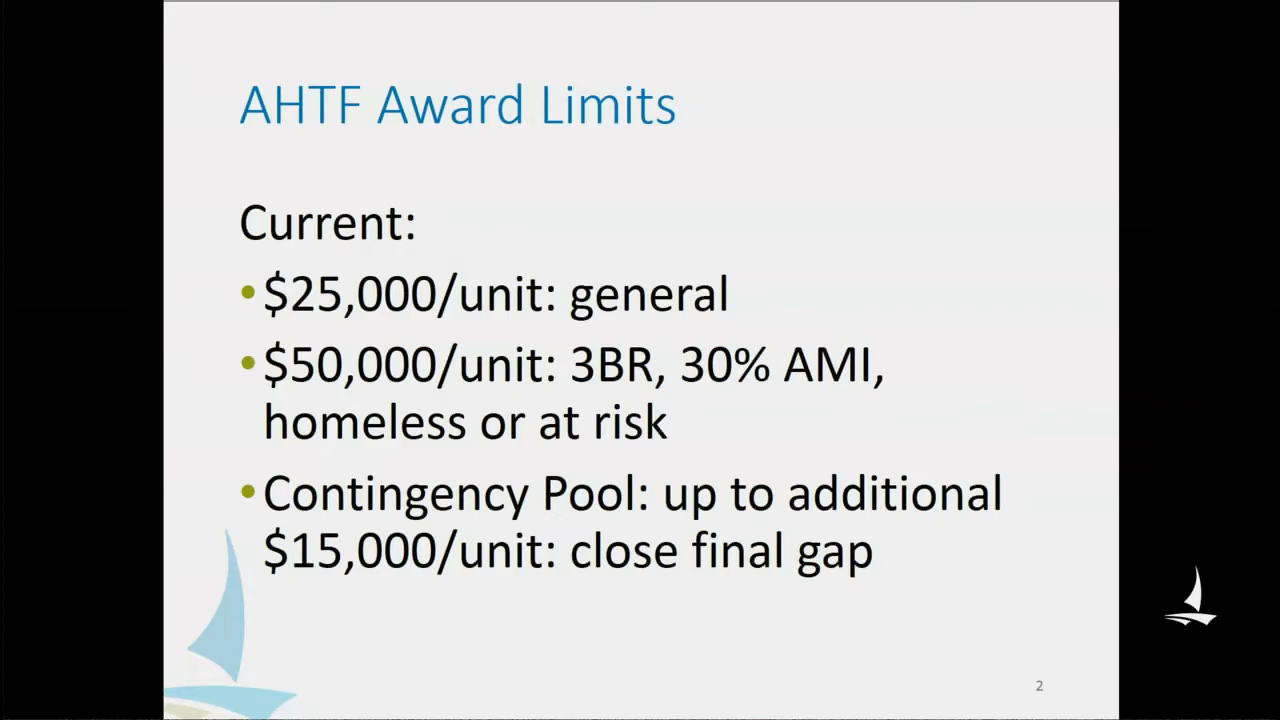 AHTF Award Limits
Current:
•$25,000/unit: general
•$50,000/unit: 3BR, 30% AMI,
homeless or at risk
•Contingency Pool: up to additional
$15,000/unit: close final gap
2